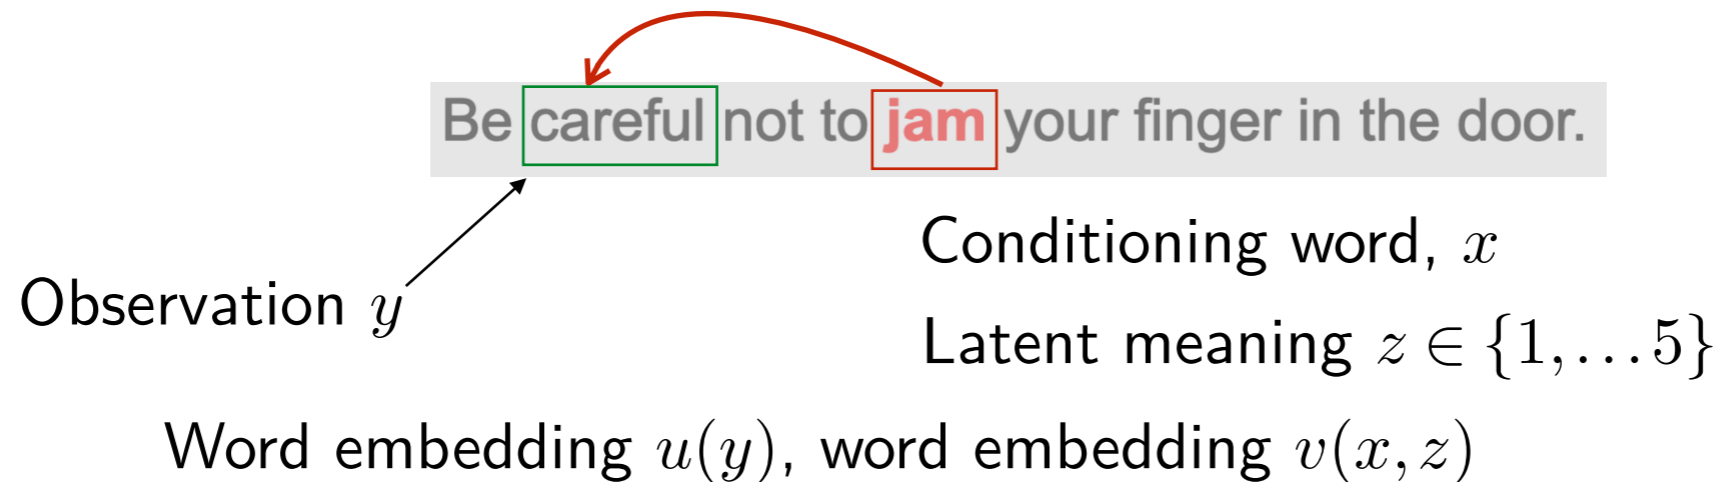 Be careful not to jam your finger in the door.
Conditioning word, x
Observation y
Latent meaning z ∈ {1, . . . 5}
Word embedding u(y), word embedding v(x, z)